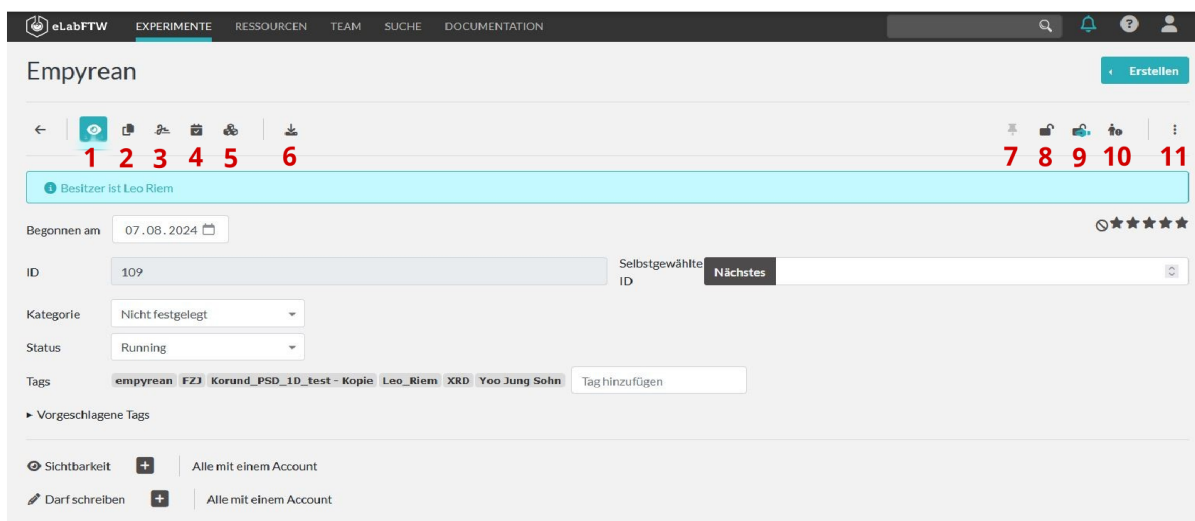 eLabFTW EXPERIMENTE RESSOURCEN TEAM SUCHE DOCUMENTATION
Empyrean
Erstellen
1 2 3 4 5 6 7 8 9 10 11
Besitzer ist Leo Riem
Begonnen am 07.08.2024
ID 109 Selbstgewählte ID Nächstes
Kategorie Nicht festgelegt
Status Running
Tags empyrean FZJ Korund_PSD_1D_test - Kopie Leo_Riem XRD Yoo Jung Sohn Tag hinzufügen
Vorgeschlagene Tags
Sichtbarkeit Alle mit einem Account
Darf schreiben Alle mit einem Account